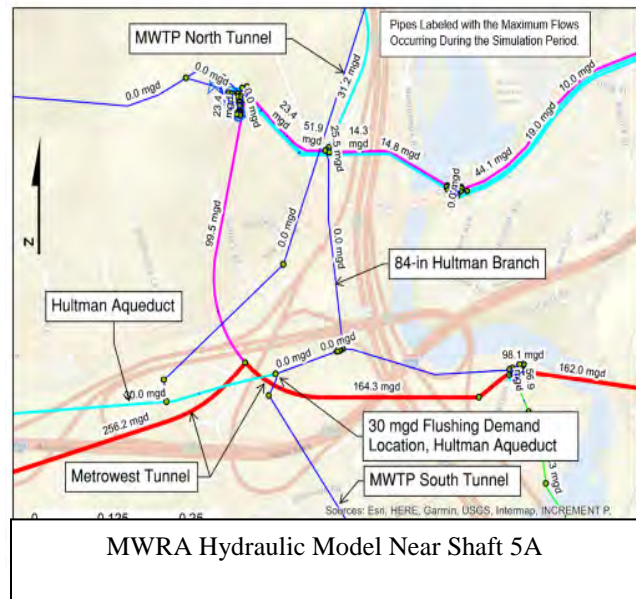 MWTP North Tunnel
Pipes Labeled with the Maximum Flows
Occurring During the Simulation Period.
0.0 mgd
0.0 mgd
0.0 mgd
23.4
23.4
mgd
51.9
mgd
31.2 mgd
25.5 mgd
14.3
mgd
14.8 mgd
44.1 mgd
19.0 mgd
10.0 mgd
0.0 mgd
N
99.5 mgd
0.0 mgd
0.0 mgd
84-in Hultman Branch
Hultman Aqueduct
0.0 mgd
98.1 mgd
mgd
162.0 mgd
164.3 mgd
256.2 mgd
30 mgd Flushing Demand
Location, Hultman Aqueduct
Metrowest Tunnel
MWTP South Tunnel
3 mgd
0 0.125 0.25
Sources: Esri, HERE, Garmin, USGS, Intermap, INCREMENT P,
MWRA Hydraulic Model Near Shaft 5A